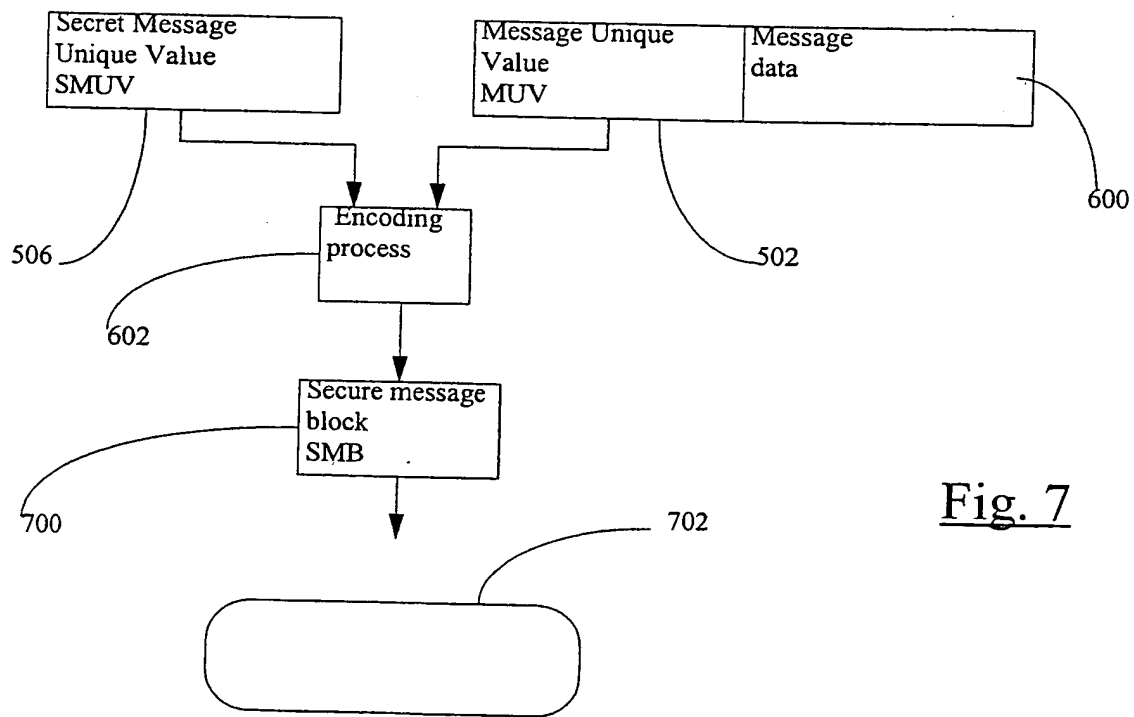 Secret Message
Unique Value
SMUV
Message Unique
Value
MUV
Message
data
600
Encoding
process
506
502
602
Secure message
block
SMB
700
702
Fig. 7